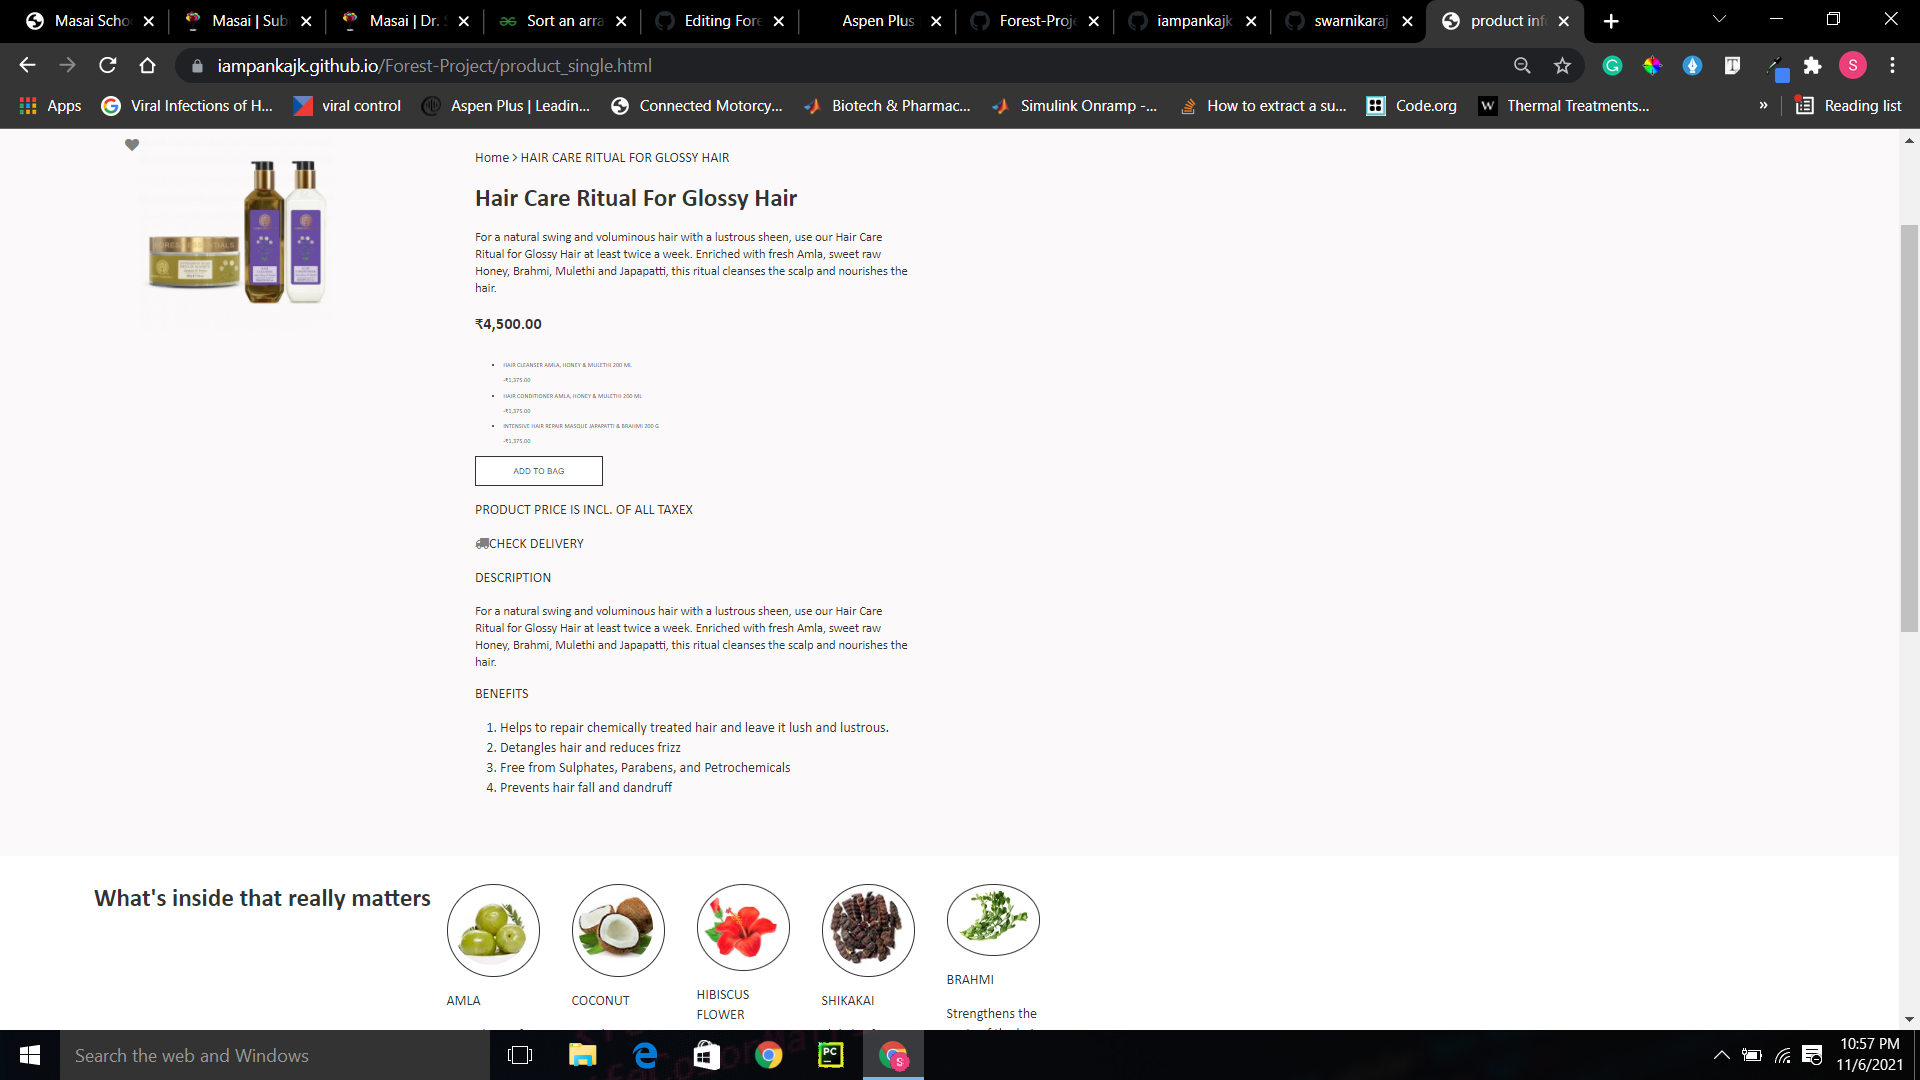 Masai Scho
Masai | Sub
Masai | Dr.
Sort an arra
Editing Fore
Aspen Plus
Forest-Proje
iampankajk
swarnikaraj
product inf
iampankajk.github.io/Forest-Project/product_single.html
S
Apps
Viral Infections of H...
viral control
Aspen Plus | Leadin...
Connected Motorcy...
Biotech & Pharmac...
Simulink Onramp -...
How to extract a su...
Code.org
Thermal Treatments...
»
Reading list
Home > HAIR CARE RITUAL FOR GLOSSY HAIR
Hair Care Ritual For Glossy Hair
For a natural swing and voluminous hair with a lustrous sheen, use our Hair Care
Ritual for Glossy Hair at least twice a week. Enriched with fresh Amla, sweet raw
Honey, Brahmi, Mulethi and Japapatti, this ritual cleanses the scalp and nourishes the
hair.
₹4,500.00
HAIR CLEANSER AMLA, HONEY & MULETHI 200 ML
-₹1,375.00
HAIR CONDITIONER AMLA, HONEY & MULETHI 200 ML
-₹1,375.00
INTENSIVE HAIR REPAIR MASQUE JAPAPATTI & BRAHMI 200 G
-₹1,375.00
ADD TO BAG
PRODUCT PRICE IS INCL. OF ALL TAXEX
CHECK DELIVERY
DESCRIPTION
For a natural swing and voluminous hair with a lustrous sheen, use our Hair Care
Ritual for Glossy Hair at least twice a week. Enriched with fresh Amla, sweet raw
Honey, Brahmi, Mulethi and Japapatti, this ritual cleanses the scalp and nourishes the
hair.
BENEFITS
1. Helps to repair chemically treated hair and leave it lush and lustrous.
2. Detangles hair and reduces frizz
3. Free from Sulphates, Parabens, and Petrochemicals
4. Prevents hair fall and dandruff
What's inside that really matters
AMLA
COCONUT
HIBISCUS
FLOWER
SHIKAKAI
BRAHMI
Strengthens the
Search the web and Windows
PC
S
10:57 PM
11/6/2021